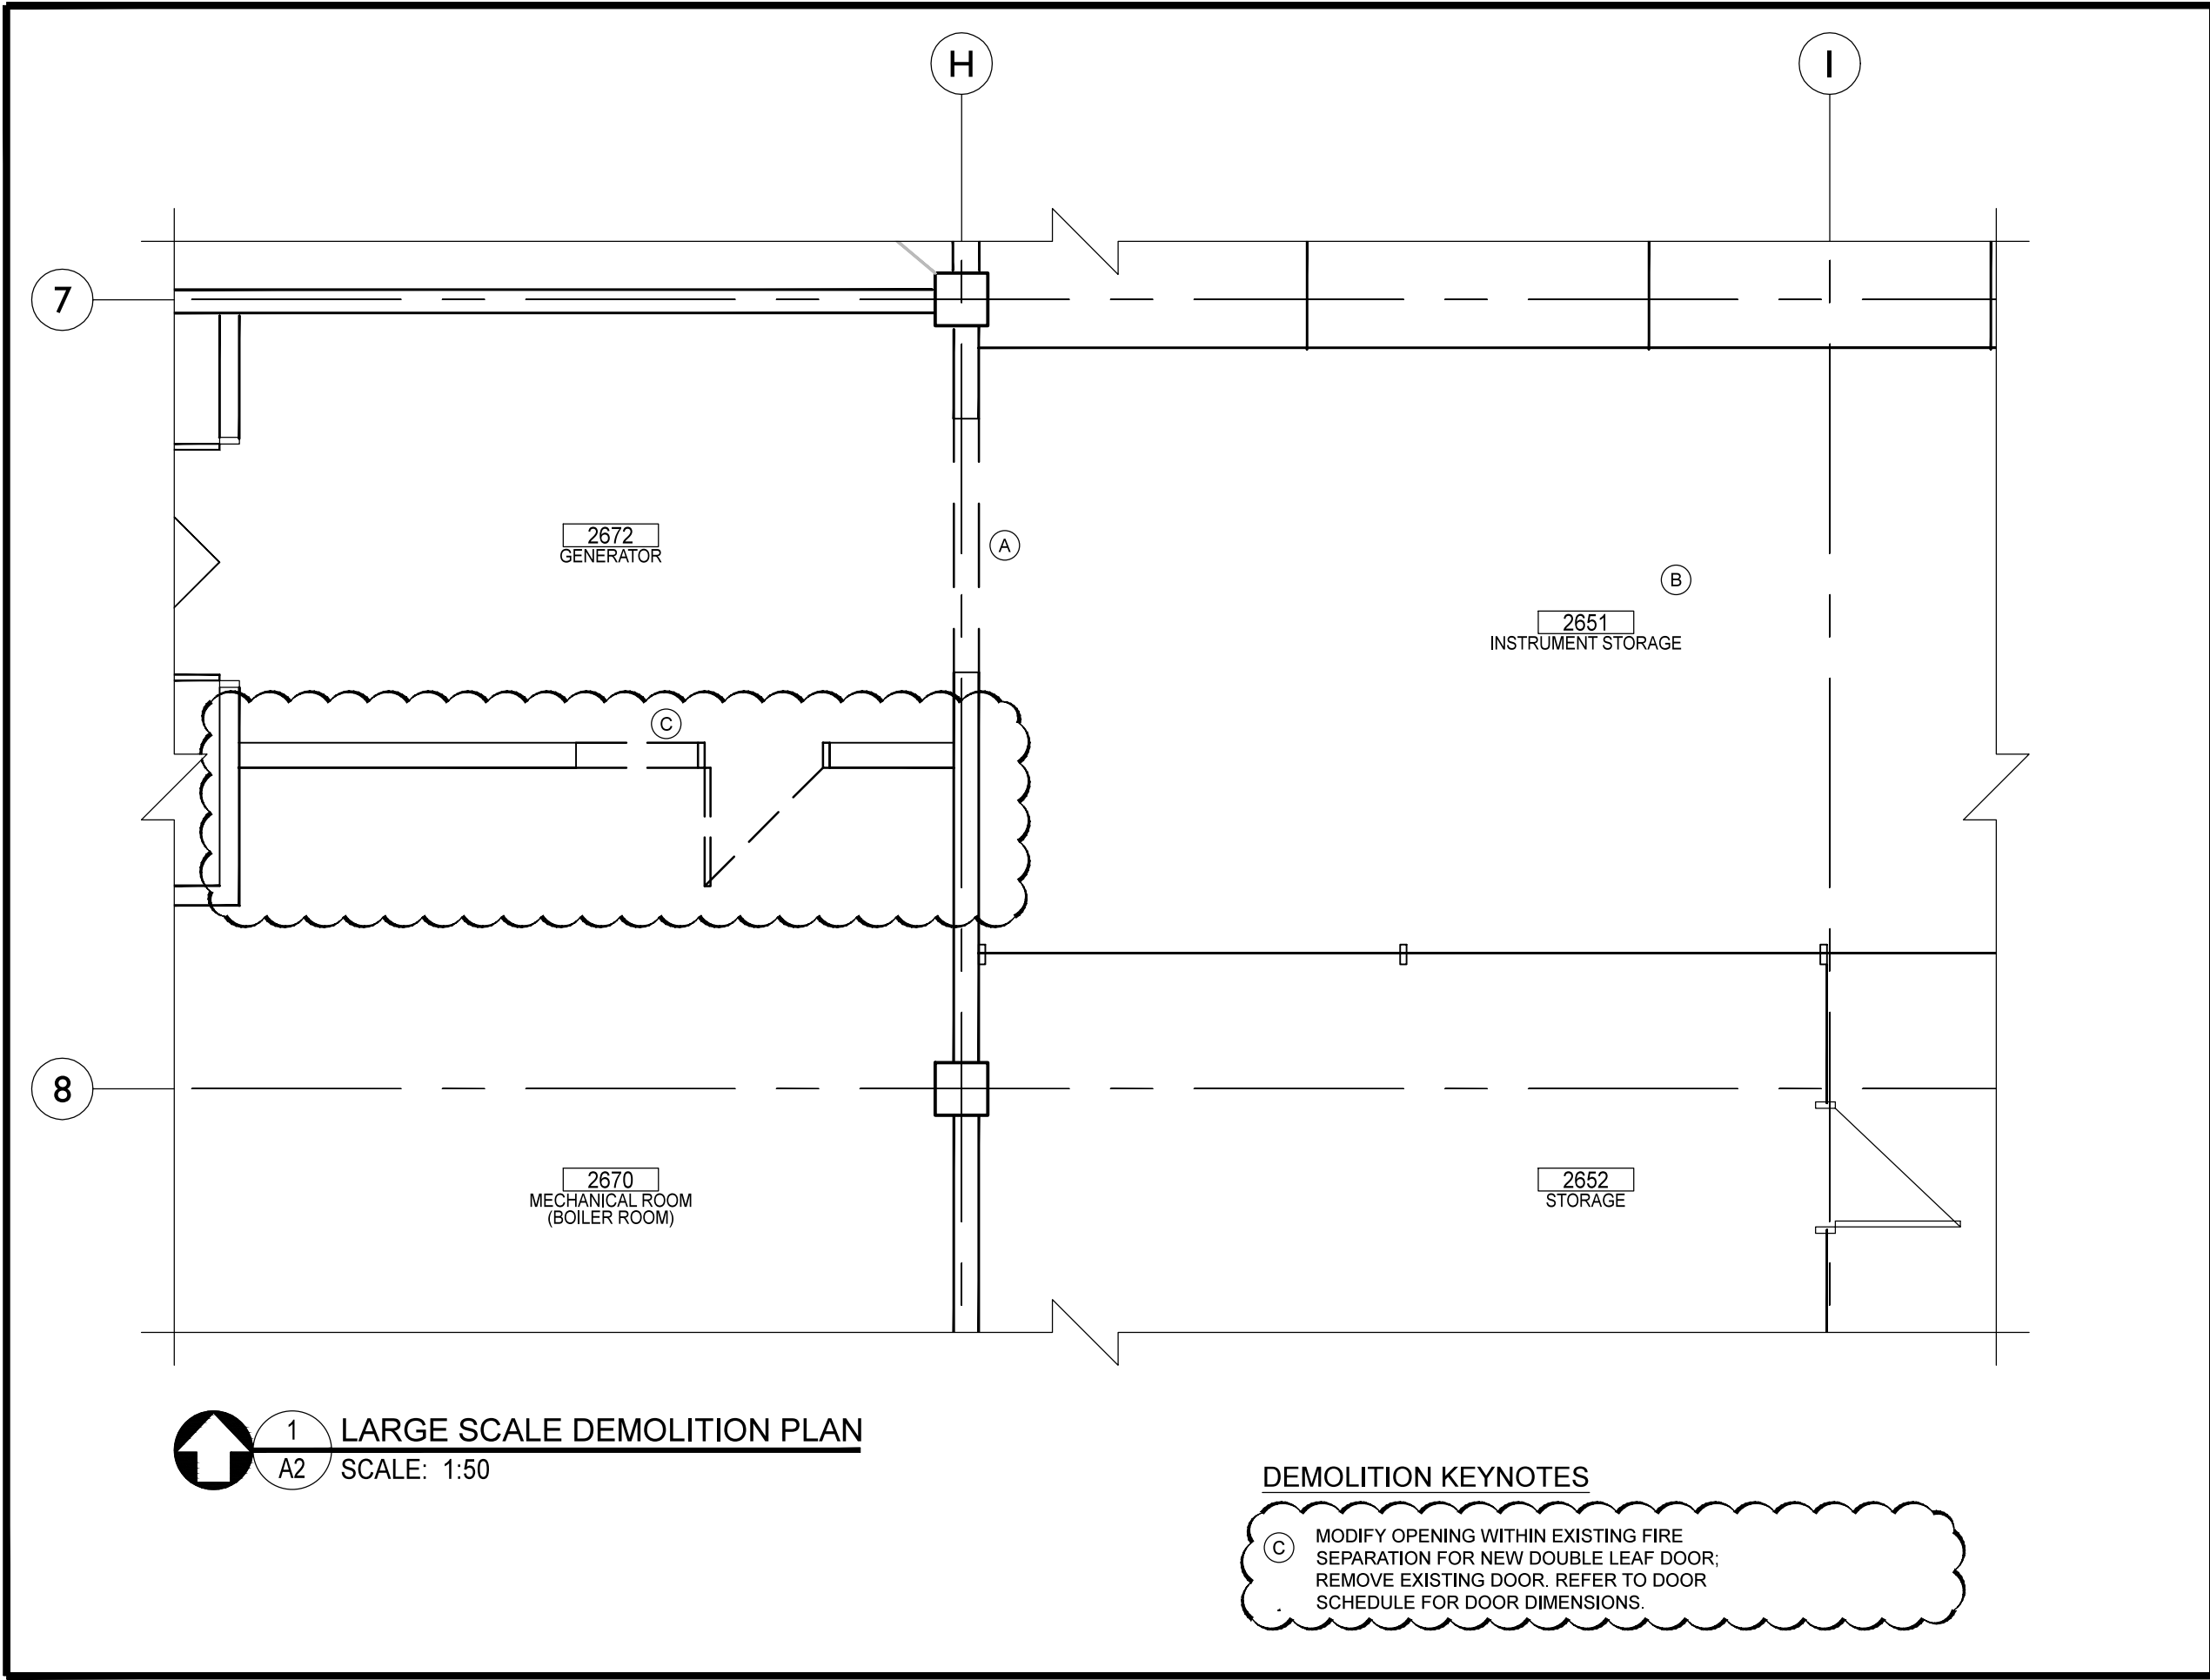 H
I
7
2672
GENERATOR
A
B
2651
INSTRUMENT STORAGE
C
8
2670
MECHANICAL ROOM
(BOILER ROOM)
2652
STORAGE
1
A2
LARGE SCALE DEMOLITION PLAN
SCALE: 1:50
DEMOLITION KEYNOTES
C
MODIFY OPENING WITHIN EXISTING FIRE
SEPARATION FOR NEW DOUBLE LEAF DOOR;
REMOVE EXISTING DOOR. REFER TO DOOR
SCHEDULE FOR DOOR DIMENSIONS.